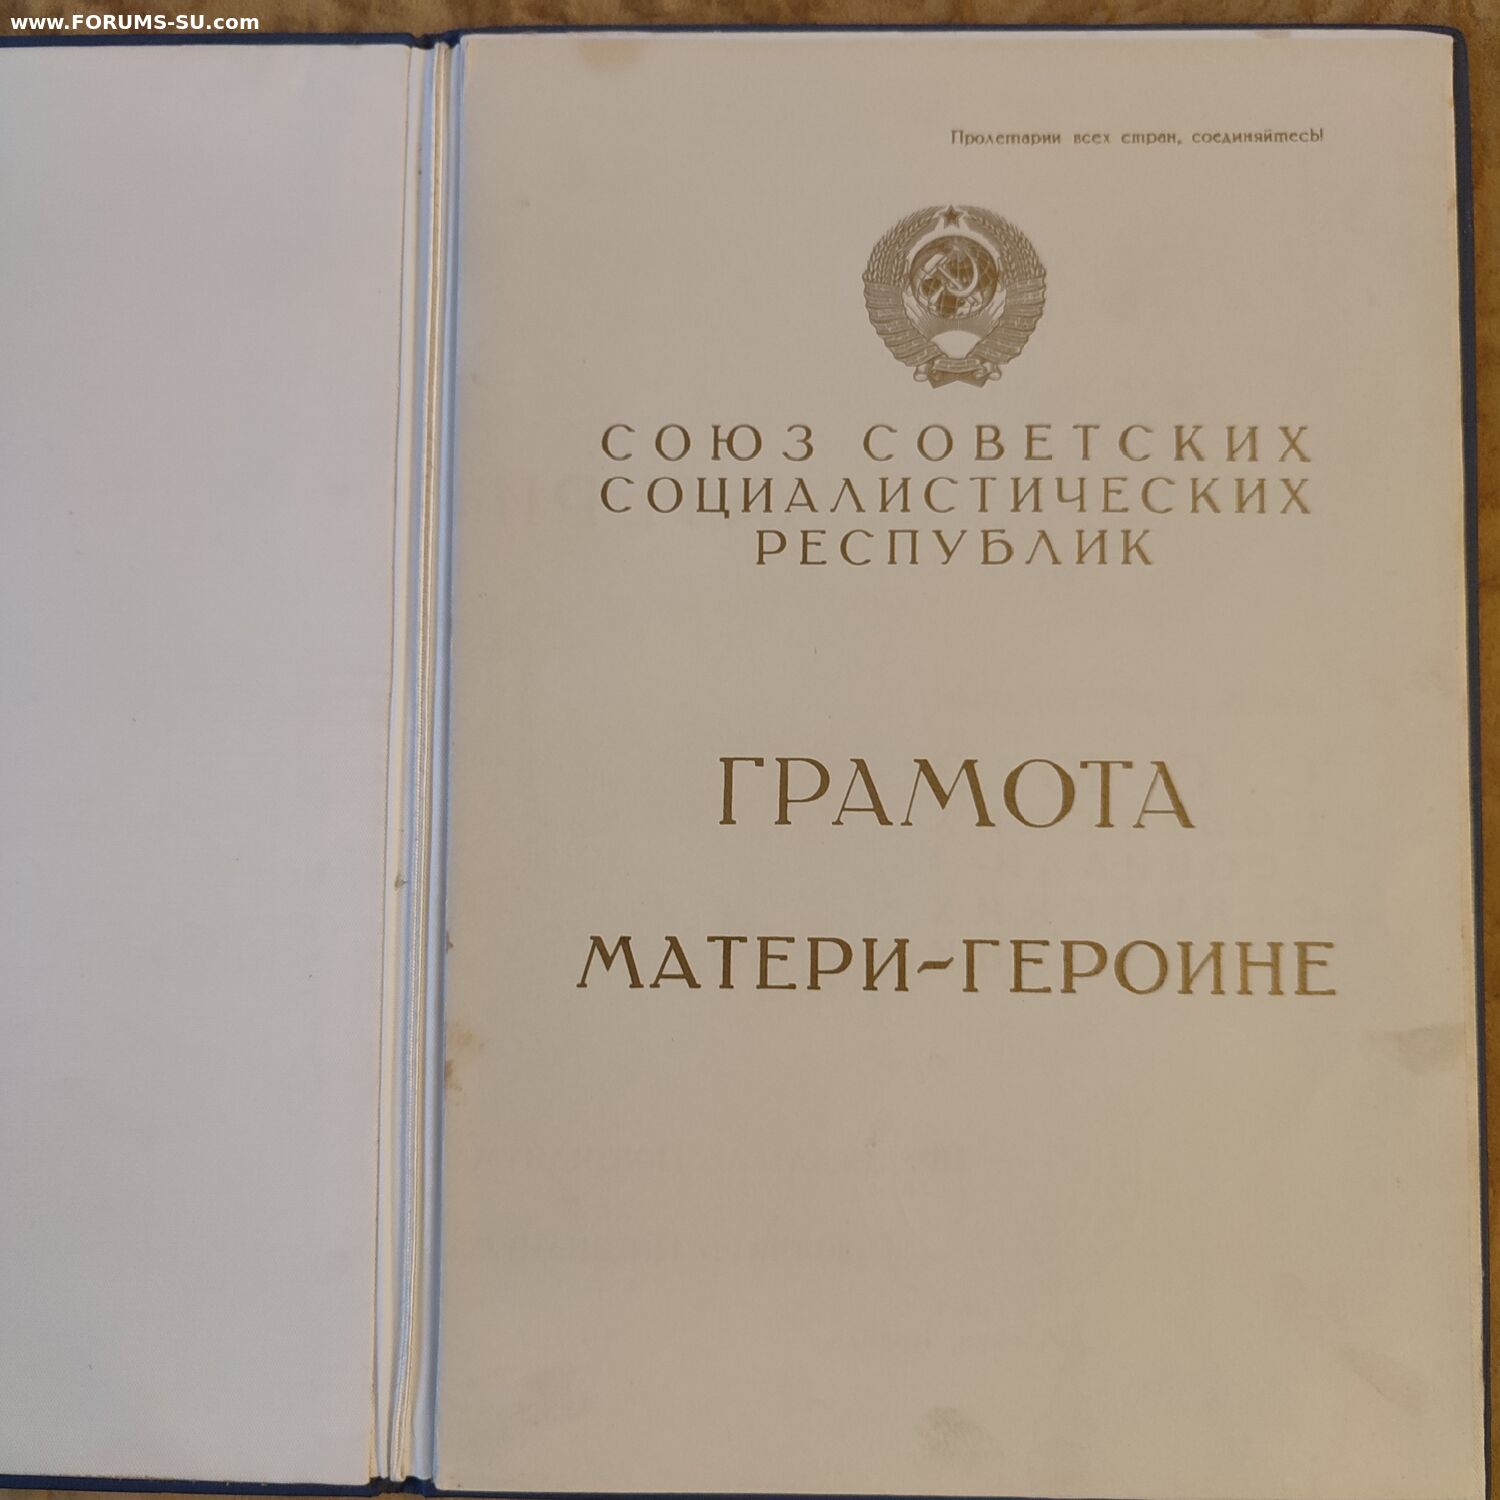 www.FORUMS-SU.com
Пролетарии всех стран, соединяйтесь!
СОЮЗ СОВЕТСКИХ
СОЦИАЛИСТИЧЕСКИХ
РЕСПУБЛИК
ГРАМОТА
МАТЕРИ-ГЕРОИНЕ